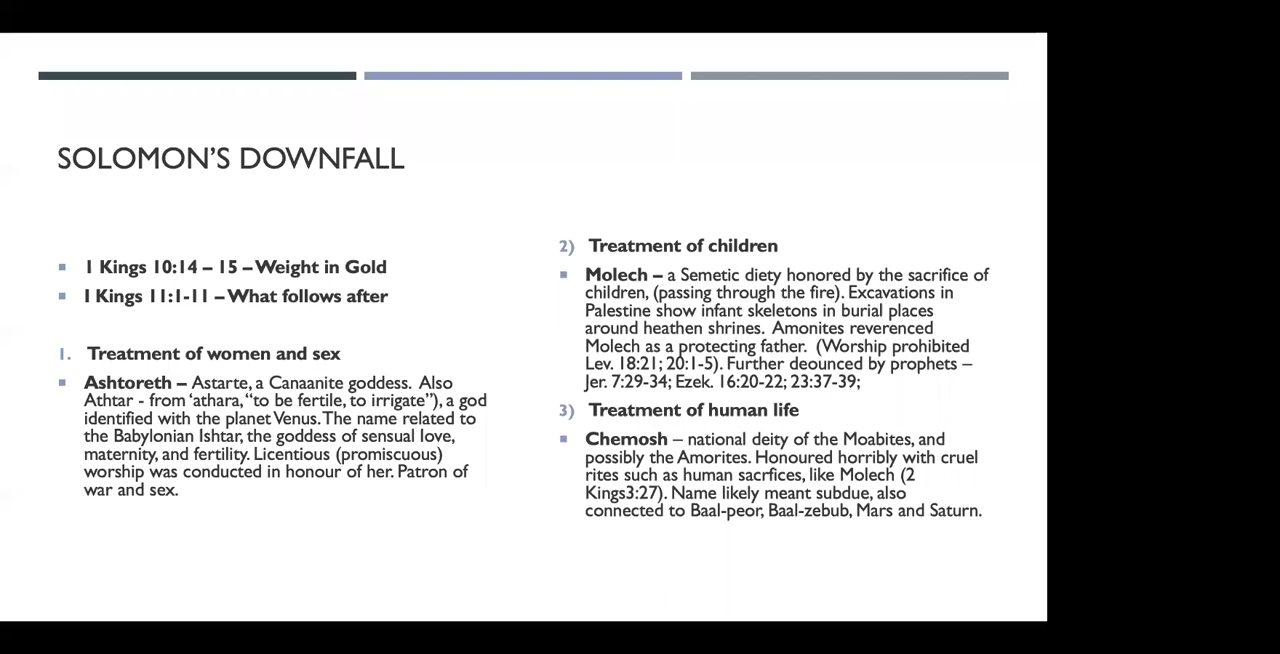 SOLOMON'S DOWNFALL
1 Kings 10:14 – 15 – Weight in Gold
I Kings 11:1-11 – What follows after
1. Treatment of women and sex
Ashtoreth – Astarte, a Canaanite goddess. Also
Athtar - from ‘athara, “to be fertile, to irrigate”), a god
identified with the planet Venus. The name related to
the Babylonian Ishtar, the goddess of sensual love,
maternity, and fertility. Licentious (promiscuous)
worship was conducted in honour of her. Patron of
war and sex.
2) Treatment of children
Molech – a Semetic diety honored by the sacrifice of
children, (passing through the fire). Excavations in
Palestine show infant skeletons in burial places
around heathen shrines. Amonites reverenced
Molech as a protecting father. (Worship prohibited
Lev. 18:21; 20:1-5). Further deounced by prophets –
Jer. 7:29-34; Ezek. 16:20-22; 23:37-39;
3) Treatment of human life
Chemosh – national deity of the Moabites, and
possibly the Amorites. Honoured horribly with cruel
rites such as human sacrfices, like Molech (2
Kings3:27). Name likely meant subdue, also
connected to Baal-peor, Baal-zebub, Mars and Saturn.